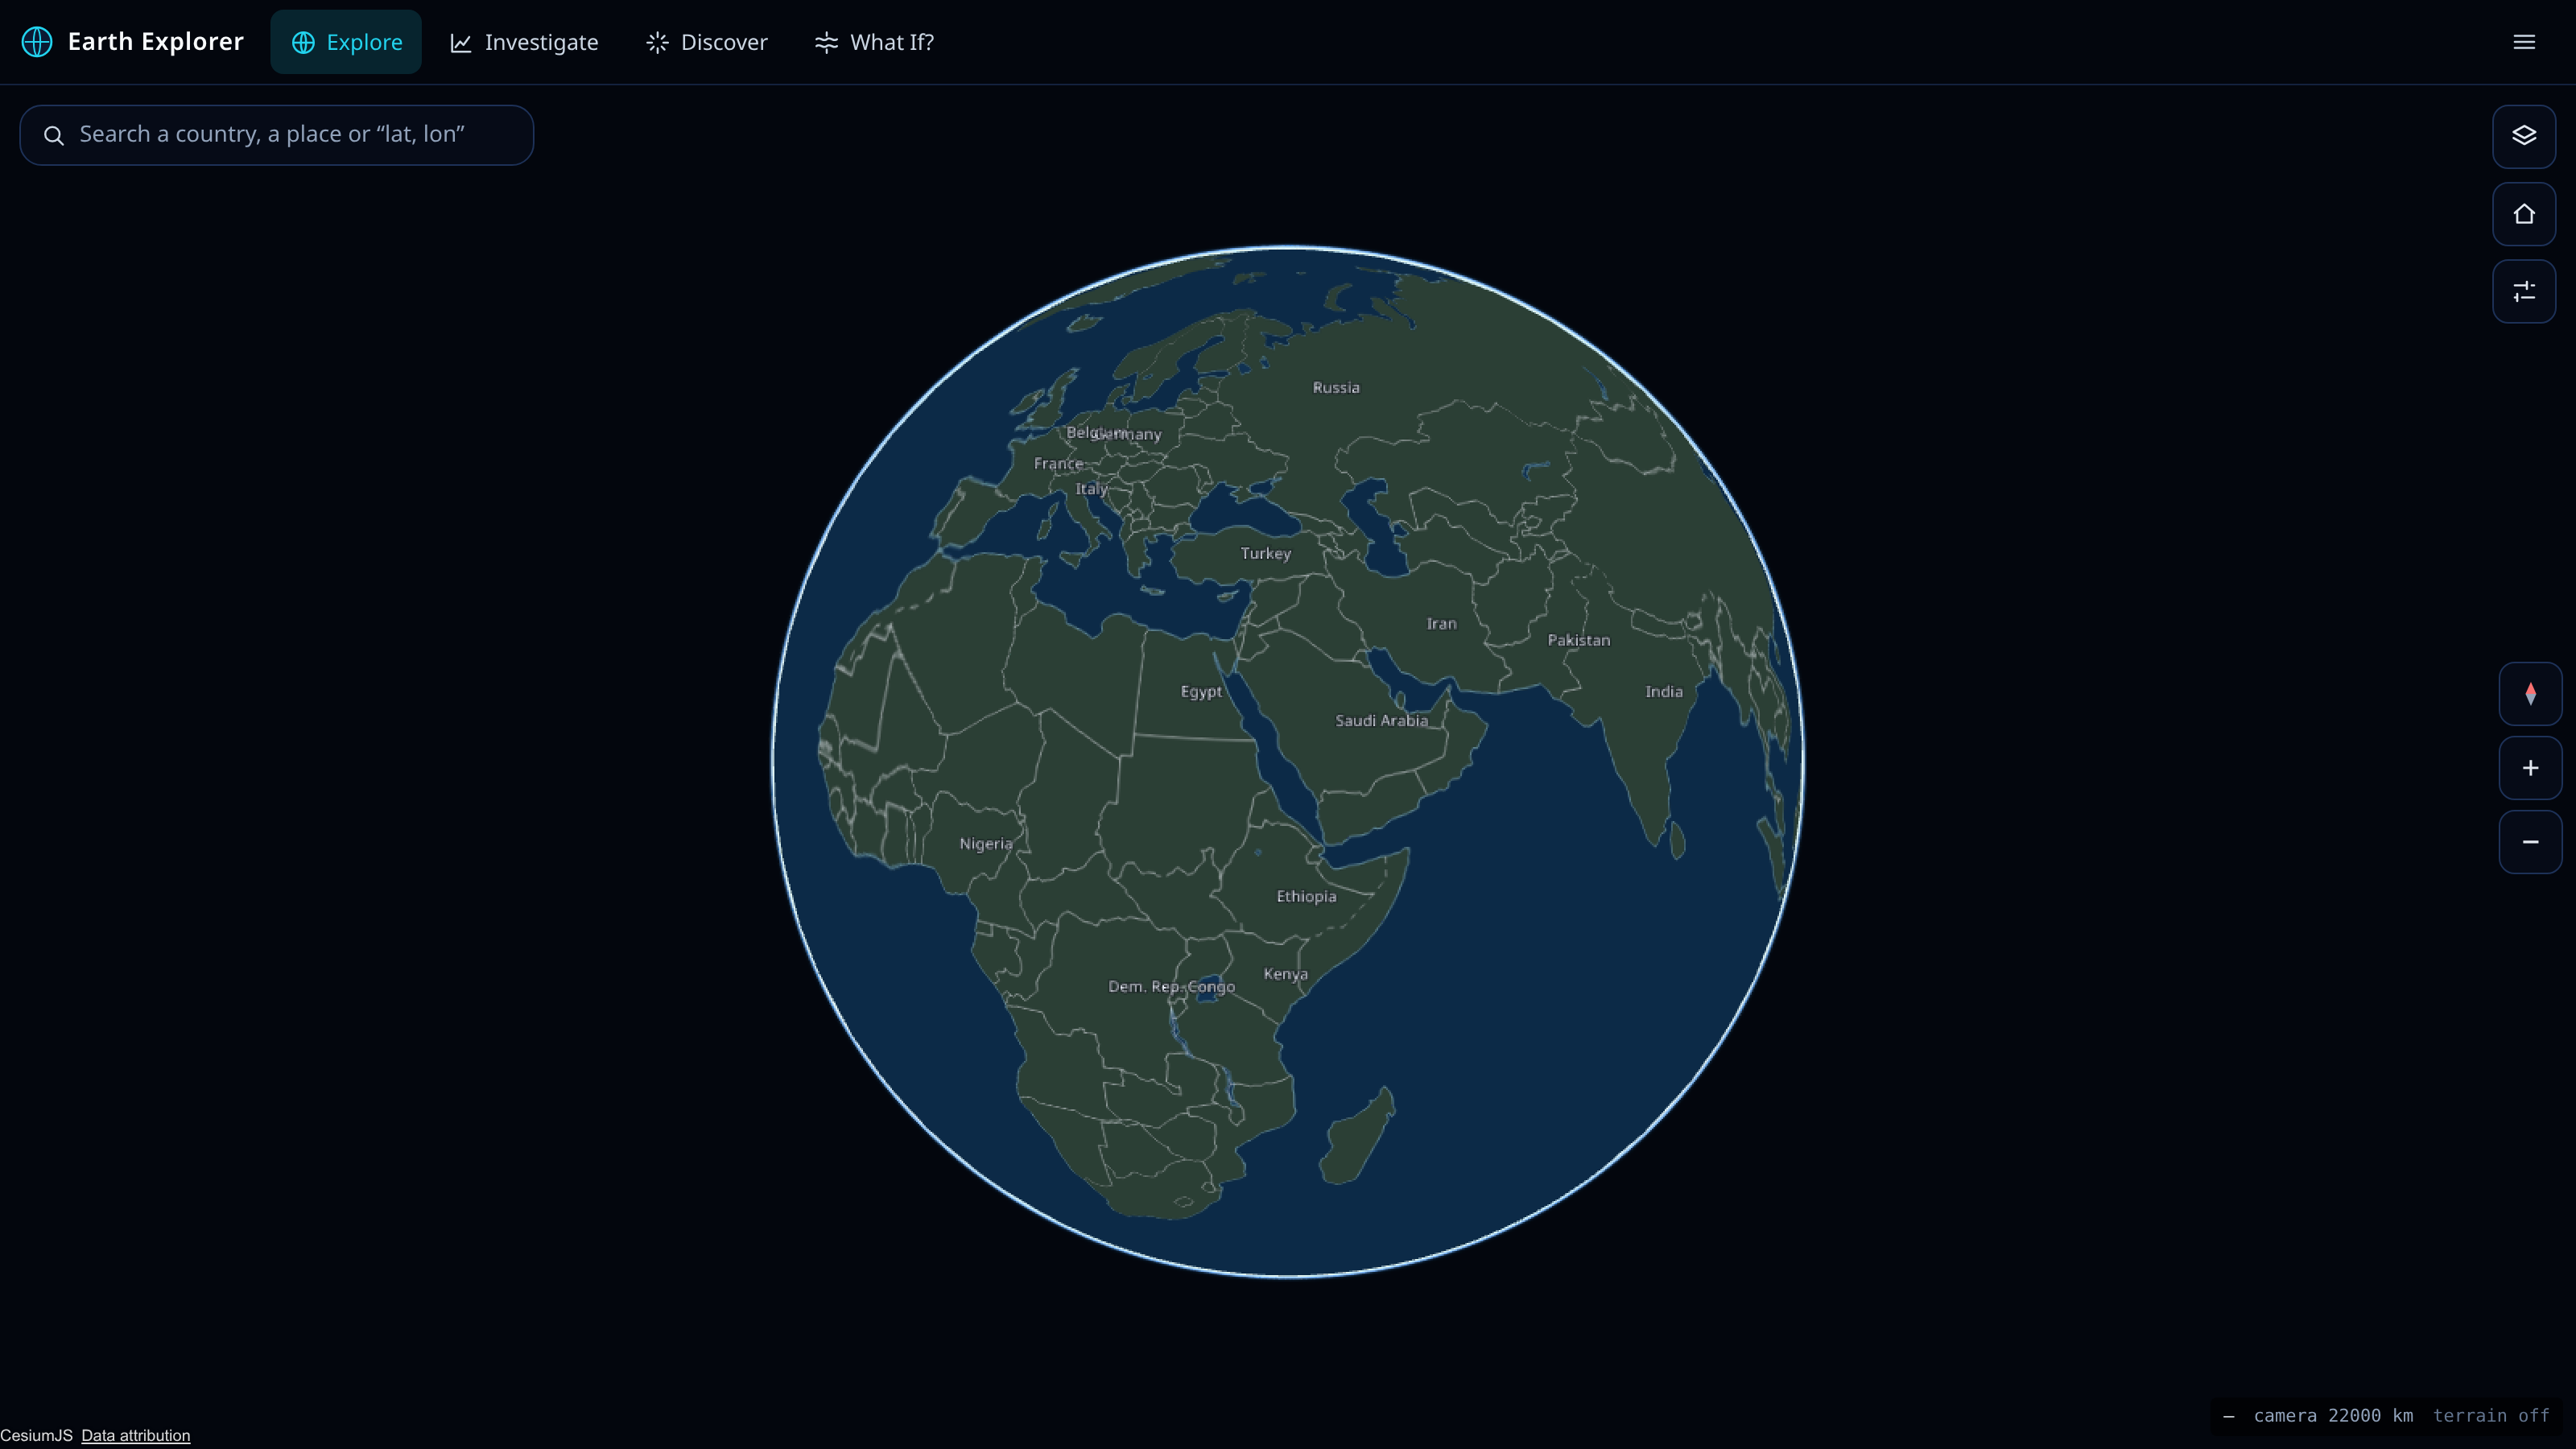 Earth Explorer
Explore
Investigate
Discover
What If?
Search a country, a place or “lat, lon”
Russia
Belgium
Germany
France
Italy
Turkey
Iran
Pakistan
Egypt
India
Saudi Arabia
Nigeria
Ethiopia
Kenya
Dem. Rep. Congo
– camera 22000 km terrain off
CesiumJS Data attribution